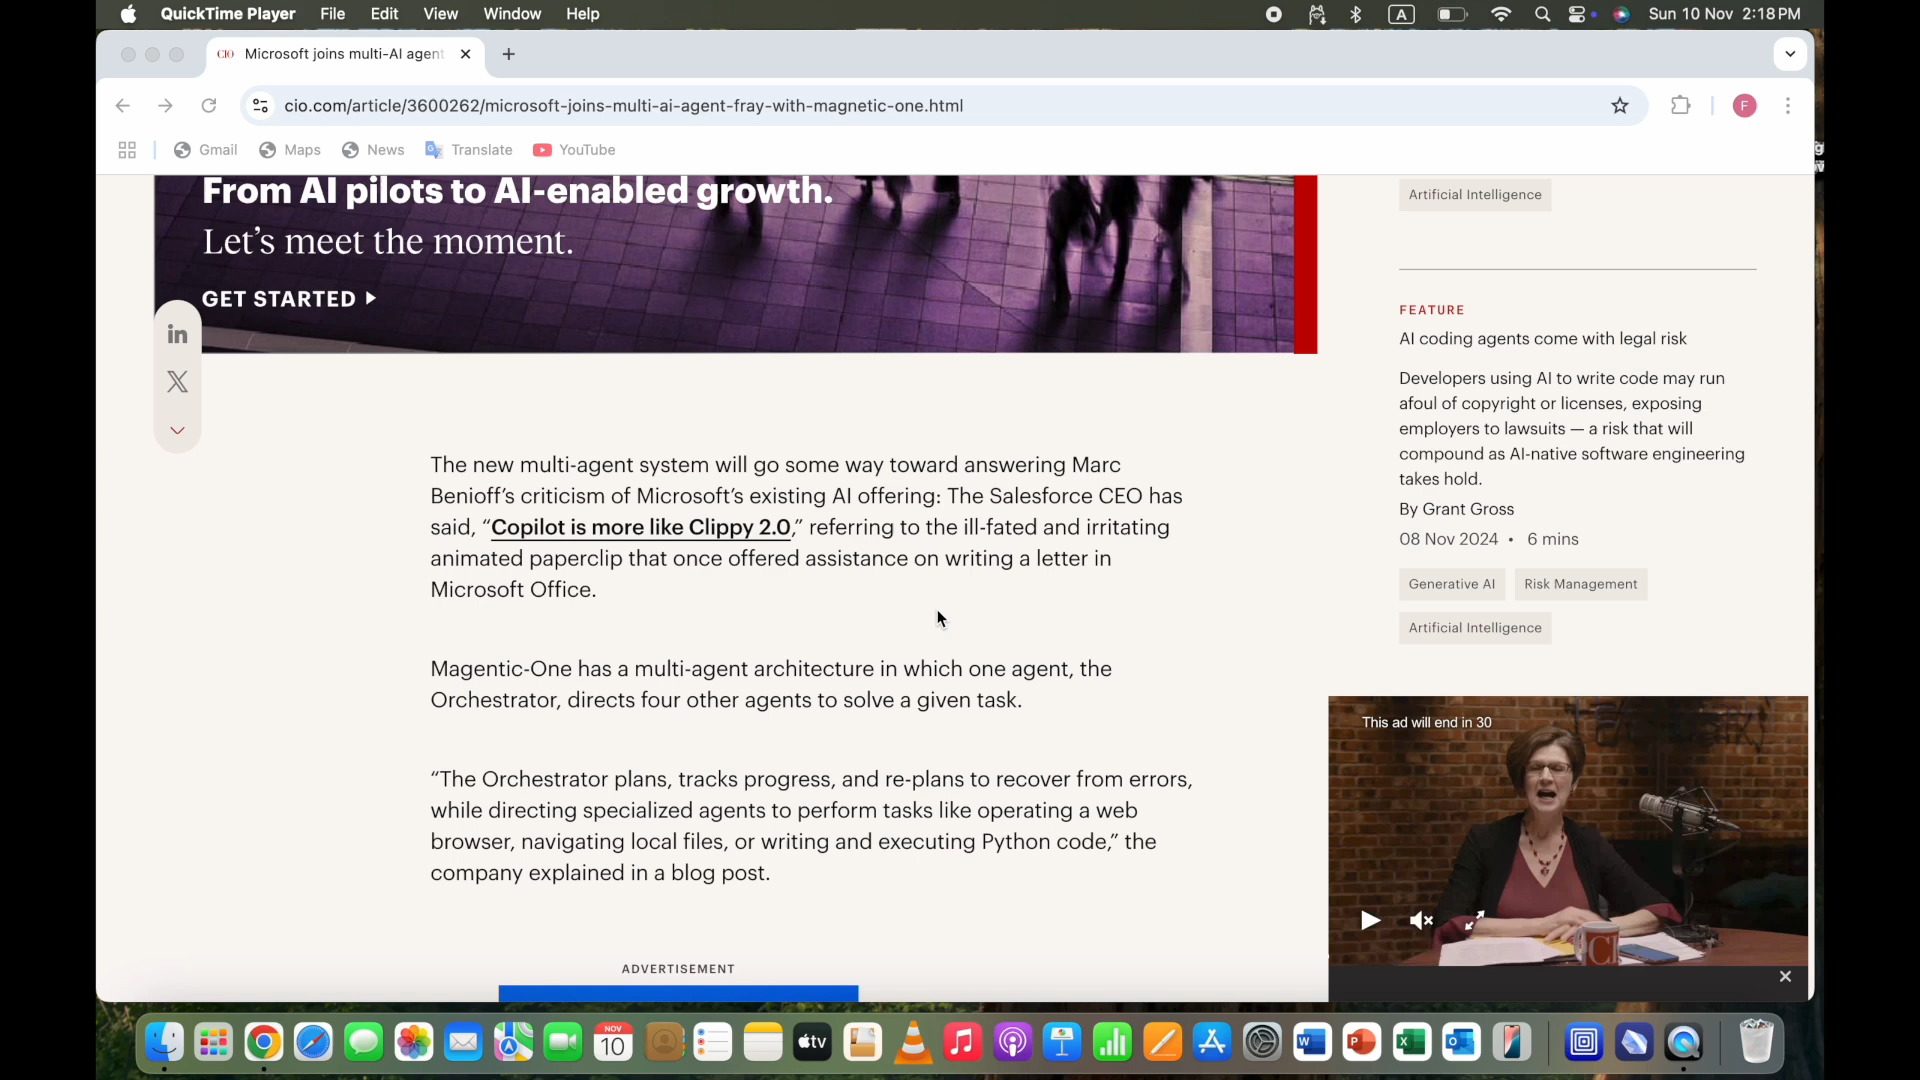 QuickTime Player File Edit View Window Help A Sun 10 Nov 2:18 PM
CIO Microsoft joins multi-AI agent
cio.com/article/3600262/microsoft-joins-multi-ai-agent-fray-with-magnetic-one.html F
Gmail Maps News Translate YouTube
From AI pilots to AI-enabled growth.
Let's meet the moment.
GET STARTED
in
X
The new multi-agent system will go some way toward answering Marc
Benioff's criticism of Microsoft's existing AI offering: The Salesforce CEO has
said, “Copilot is more like Clippy 2.0,” referring to the ill-fated and irritating
animated paperclip that once offered assistance on writing a letter in
Microsoft Office.
Magentic-One has a multi-agent architecture in which one agent, the
Orchestrator, directs four other agents to solve a given task.
“The Orchestrator plans, tracks progress, and re-plans to recover from errors,
while directing specialized agents to perform tasks like operating a web
browser, navigating local files, or writing and executing Python code,” the
company explained in a blog post.
ADVERTISEMENT
Artificial Intelligence
FEATURE
AI coding agents come with legal risk
Developers using AI to write code may run
afoul of copyright or licenses, exposing
employers to lawsuits — a risk that will
compound as AI-native software engineering
takes hold.
By Grant Gross
08 Nov 2024 • 6 mins
Generative AI Risk Management
Artificial Intelligence
This ad will end in 30
NOV
10
tv
W P X O